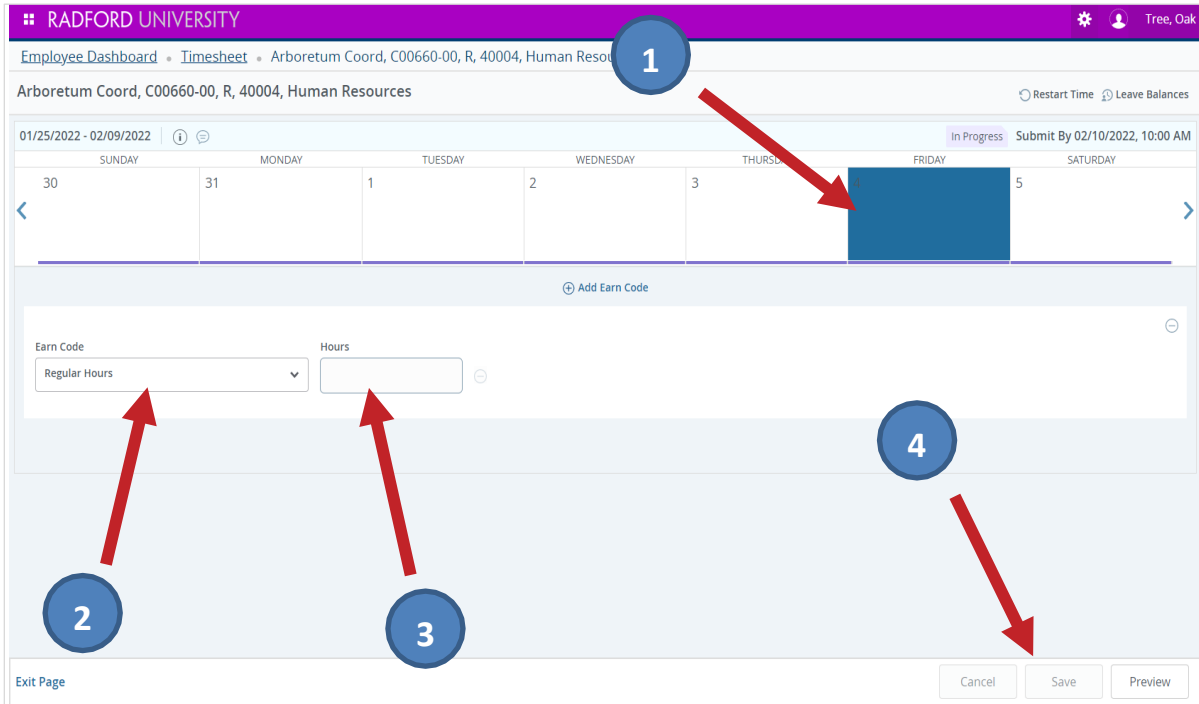 RADFORD UNIVERSITY Tree, Oak
Employee Dashboard • Timesheet • Arboretum Coord, C00660-00, R, 40004, Human
1
Arboretum Coord, C00660-00, R, 40004, Human Resources Restart Time Leave Balances
01/25/2022 - 02/09/2022 In Progress Submit By 02/10/2022, 10:00 AM
SUNDAY MONDAY TUESDAY WEDNESDAY THURSDAY FRIDAY SATURDAY
30 31 1 2 3 4 5
Add Earn Code
Earn Code Hours
Regular Hours
4
2
3
Exit Page Cancel Save Preview